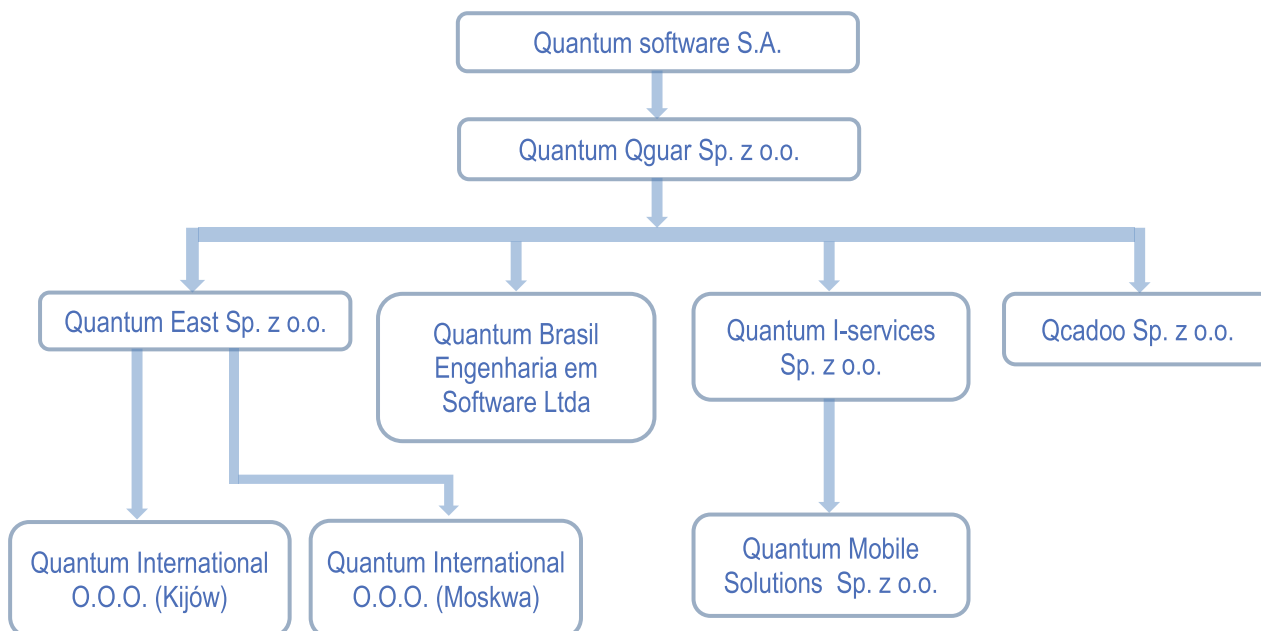 Quantum software S.A.
Quantum Qguar Sp. z o.o.
Quantum East Sp. z o.o.
Quantum Brasil
Engenharia em
Software Ltda
Quantum I-services
Sp. z o.o.
Qcadoo Sp. z o.o.
Quantum International
O.O.O. (Kijów)
Quantum International
O.O.O. (Moskwa)
Quantum Mobile
Solutions Sp. z o.o.